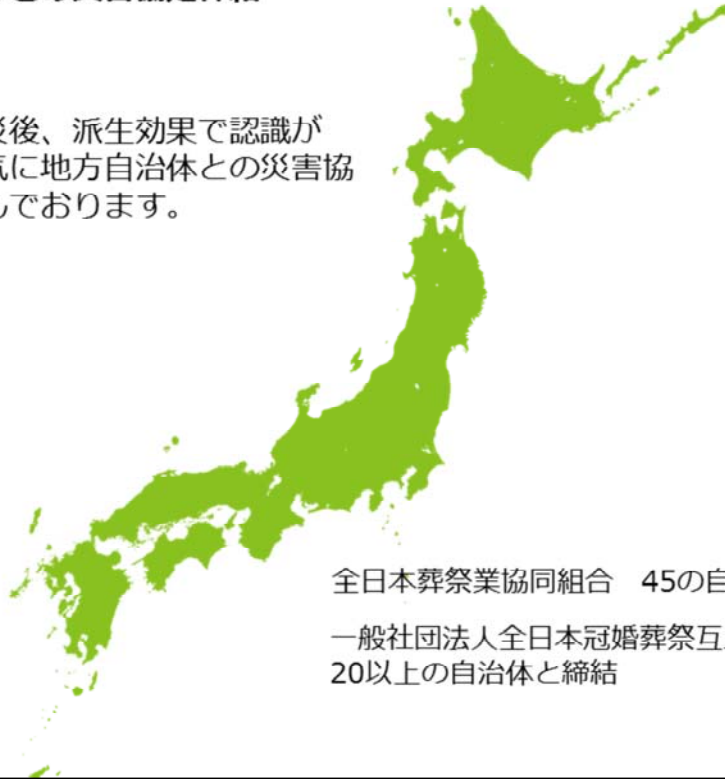 災後、派生効果で認識が
気に地方自治体との災害協
んでおります。
全日本葬祭業協同組合　45の自
一般社団法人全日本冠婚葬祭互
20以上の自治体と締結